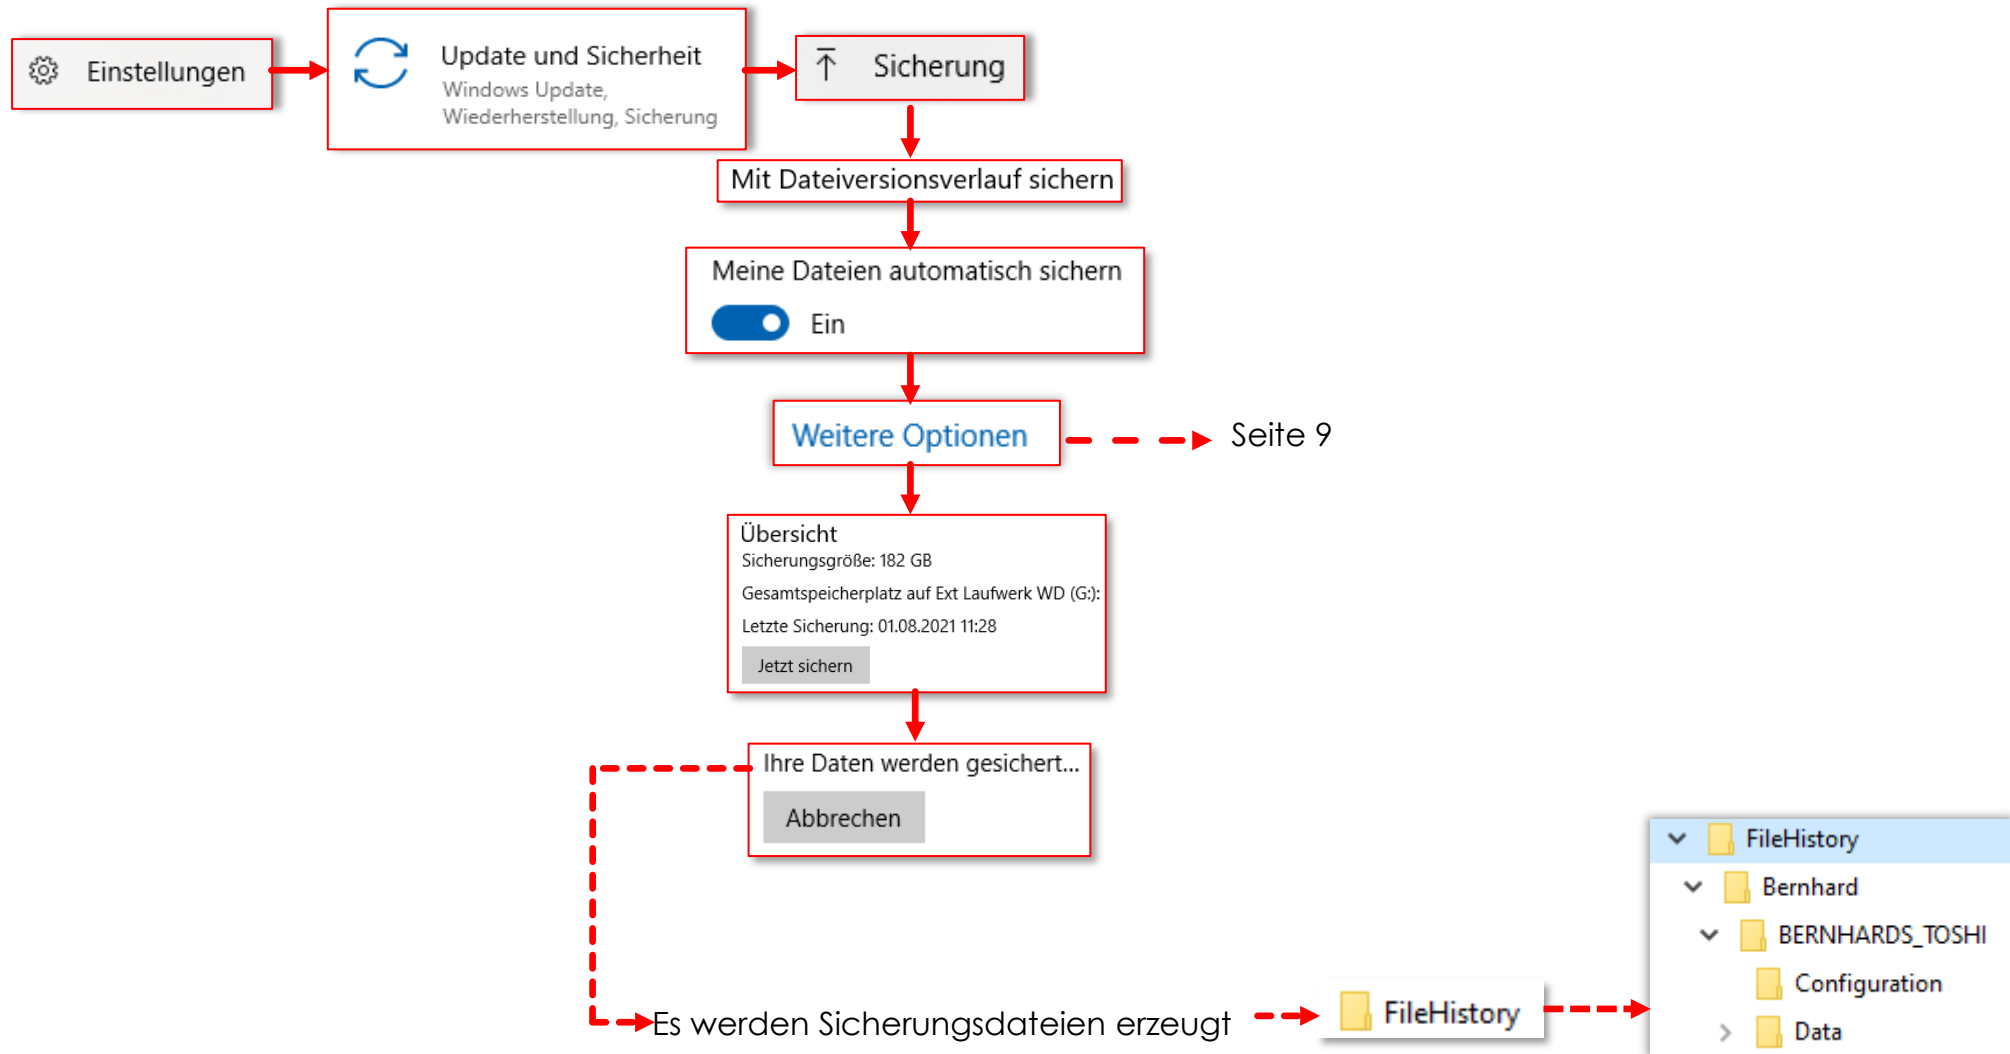 Einstellungen
Update und Sicherheit
Windows Update,
Wiederherstellung, Sicherung
Sicherung
Mit Dateiversionsverlauf sichern
Meine Dateien automatisch sichern
Ein
Weitere Optionen
Seite 9
Übersicht
Sicherungsgröße: 182 GB
Gesamtspeicherplatz auf Ext Laufwerk WD (G:):
Letzte Sicherung: 01.08.2021 11:28
Jetzt sichern
Ihre Daten werden gesichert...
Abbrechen
Es werden Sicherungsdateien erzeugt
FileHistory
FileHistory
Bernhard
BERNHARDS_TOSHI
Configuration
Data